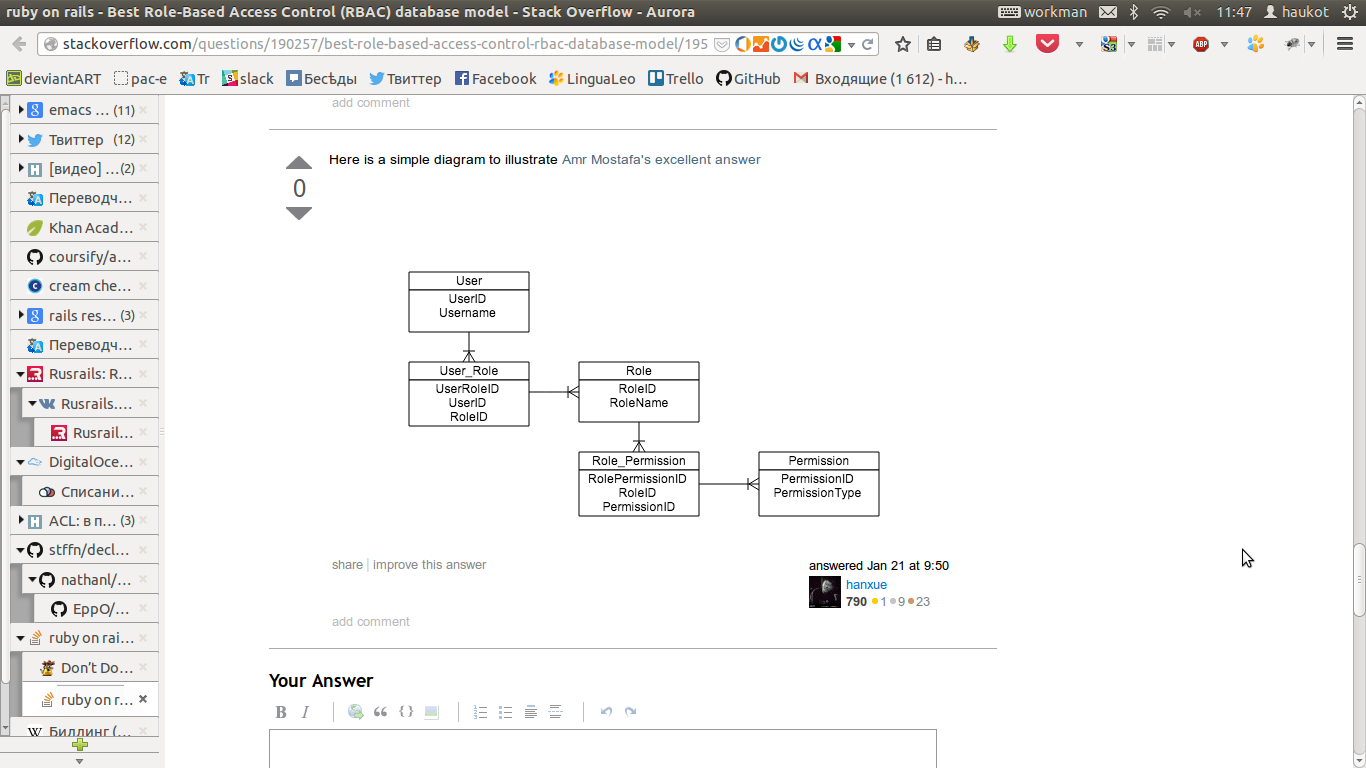 ruby on rails - Best Role-Based Access Control (RBAC) database model - Stack Overflow - Aurora
workman
11:47
haukot
stackoverflow.com/questions/190257/best-role-based-access-control-rbac-database-model/195
ABP
deviantART
pac-e
Tr
slack
Бесѣды
Твиттер
Facebook
LinguaLeo
Trello
GitHub
Входящие (1 612) - h…
emacs … (11)
Твиттер (12)
[видео] …(2)
Переводч…
Khan Acad…
coursify/a…
cream che…
rails res… (3)
Переводч…
Rusrails: R…
Rusrails.…
Rusrail…
DigitalOce…
Списани…
ACL: в п… (3)
stffn/decl…
nathanl/…
EppO/…
ruby on rai…
Don't Do…
ruby on r…
Биллинг (…
add comment
0
Here is a simple diagram to illustrate Amr Mostafa's excellent answer
User
UserID
Username
User_Role
UserRoleID
UserID
RoleID
Role
RoleID
RoleName
Role_Permission
RolePermissionID
RoleID
PermissionID
Permission
PermissionID
PermissionType
share improve this answer
answered Jan 21 at 9:50
hanxue
790 1 9 23
add comment
Your Answer
B I